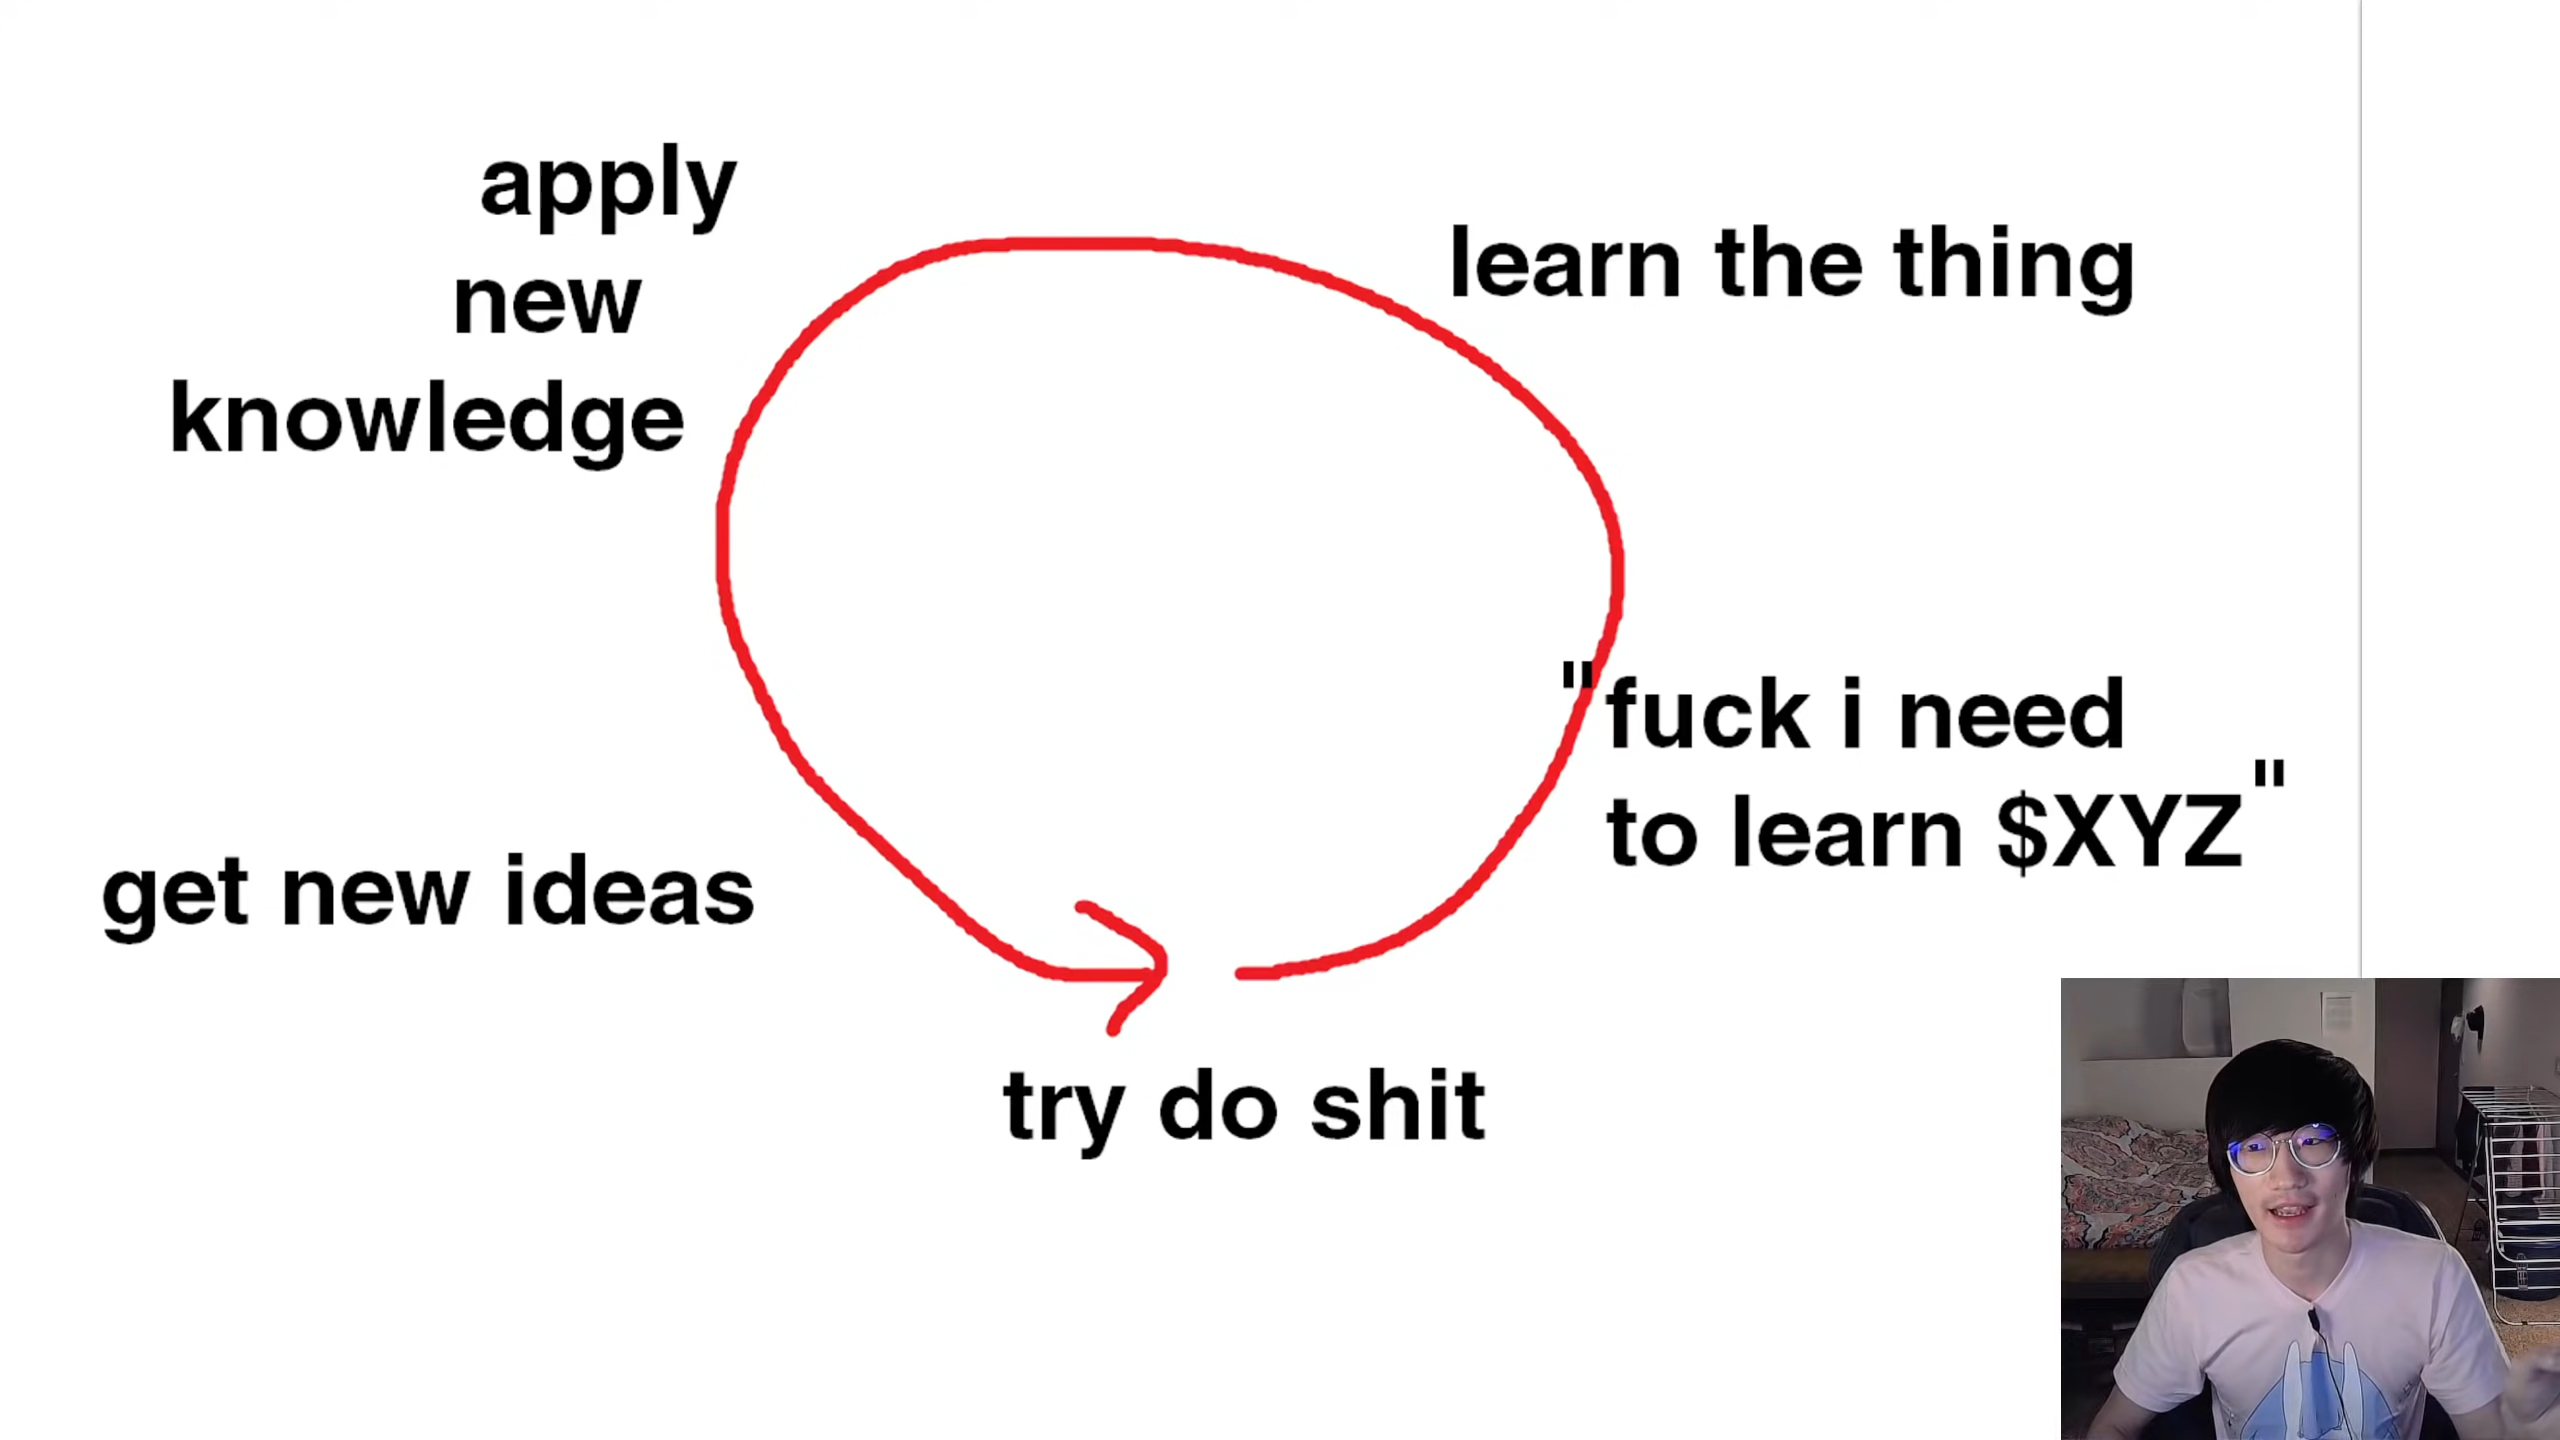 apply
new
knowledge
learn the thing
"fuck i need
to learn $XYZ"
get new ideas
try do shit